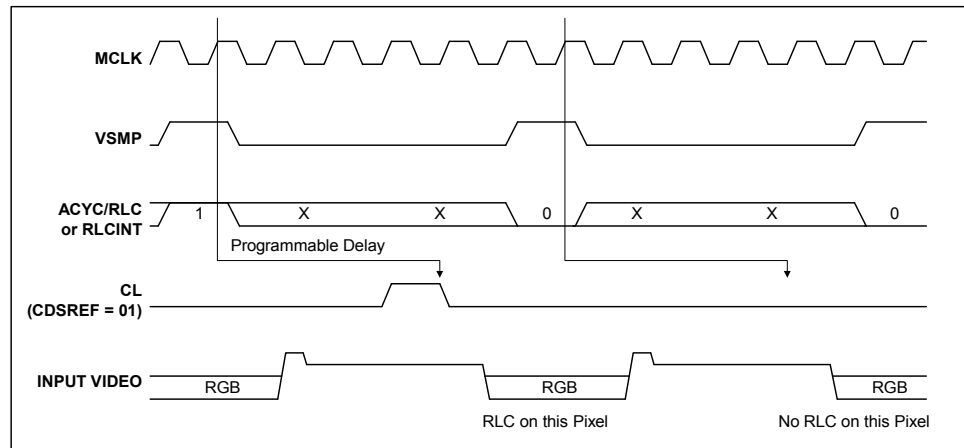 MCLK
VSMP
ACYC/RLC
or RLCINT
1 X X 0 X X 0
Programmable Delay
CL
(CDSREF = 01)
INPUT VIDEO
RGB RGB RGB
RLC on this Pixel No RLC on this Pixel